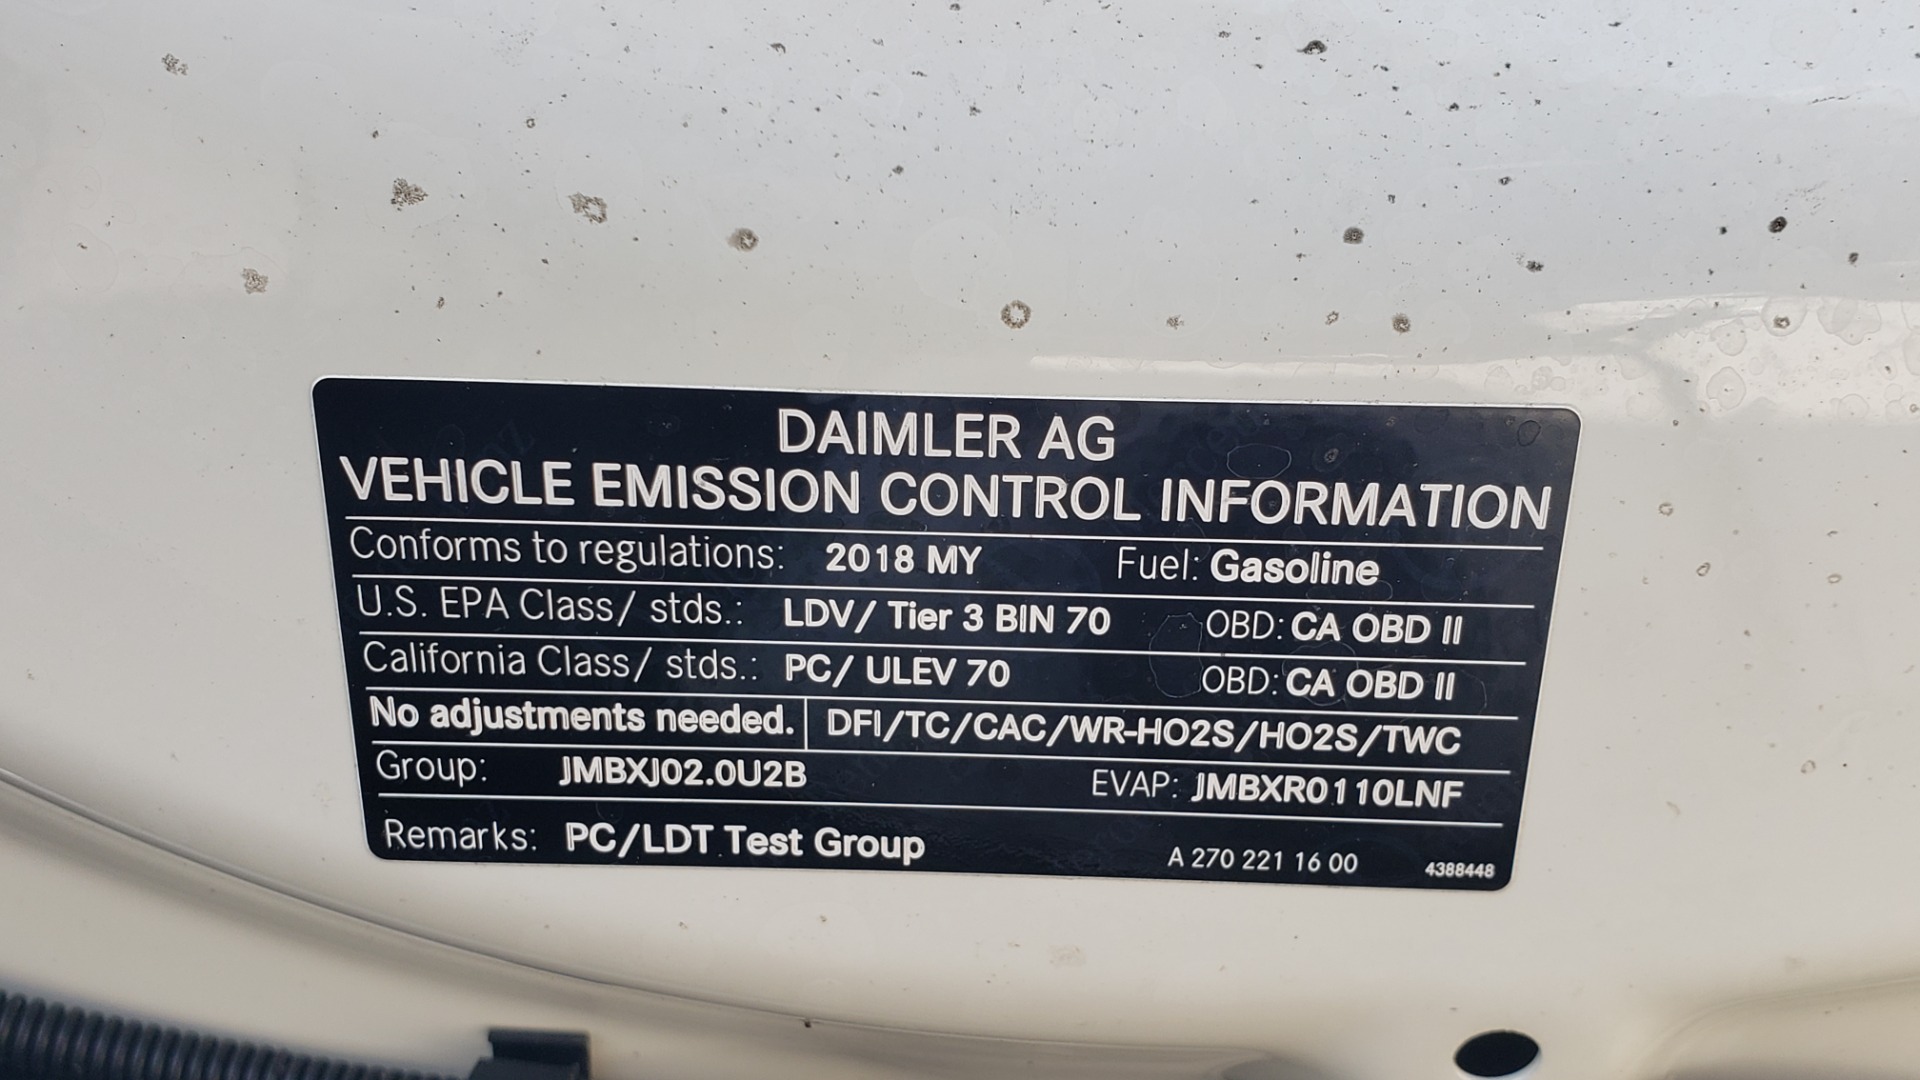 DAIMLER AG
VEHICLE EMISSION CONTROL INFORMATION
Conforms to regulations: 2018 MY Fuel: Gasoline
U.S. EPA Class/ stds.: LDV/ Tier 3 BIN 70 OBD: CA OBD II
California Class/ stds.: PC/ ULEV 70 OBD: CA OBD II
No adjustments needed. DFI/TC/CAC/WR-HO2S/HO2S/TWC
Group: JMBXJ02.0U2B EVAP: JMBXR0110LNF
Remarks: PC/LDT Test Group A 270 221 16 00 4388448